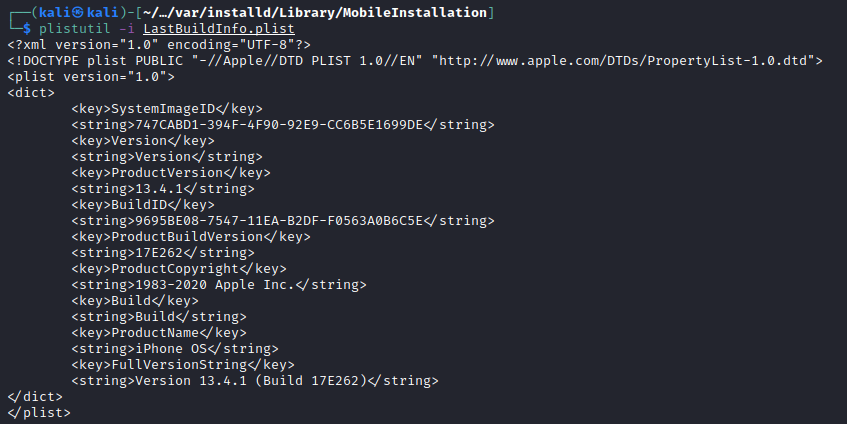 ┌──(kali㉿kali)-[~/…/var/installd/Library/MobileInstallation]
└─$ plistutil -i LastBuildInfo.plist
<?xml version="1.0" encoding="UTF-8"?>
<!DOCTYPE plist PUBLIC "-//Apple//DTD PLIST 1.0//EN" "http://www.apple.com/DTDs/PropertyList-1.0.dtd">
<plist version="1.0">
<dict>
        <key>SystemImageID</key>
        <string>747CABD1-394F-4F90-92E9-CC6B5E1699DE</string>
        <key>Version</key>
        <string>Version</string>
        <key>ProductVersion</key>
        <string>13.4.1</string>
        <key>BuildID</key>
        <string>9695BE08-7547-11EA-B2DF-F0563A0B6C5E</string>
        <key>ProductBuildVersion</key>
        <string>17E262</string>
        <key>ProductCopyright</key>
        <string>1983-2020 Apple Inc.</string>
        <key>Build</key>
        <string>Build</string>
        <key>ProductName</key>
        <string>iPhone OS</string>
        <key>FullVersionString</key>
        <string>Version 13.4.1 (Build 17E262)</string>
</dict>
</plist>